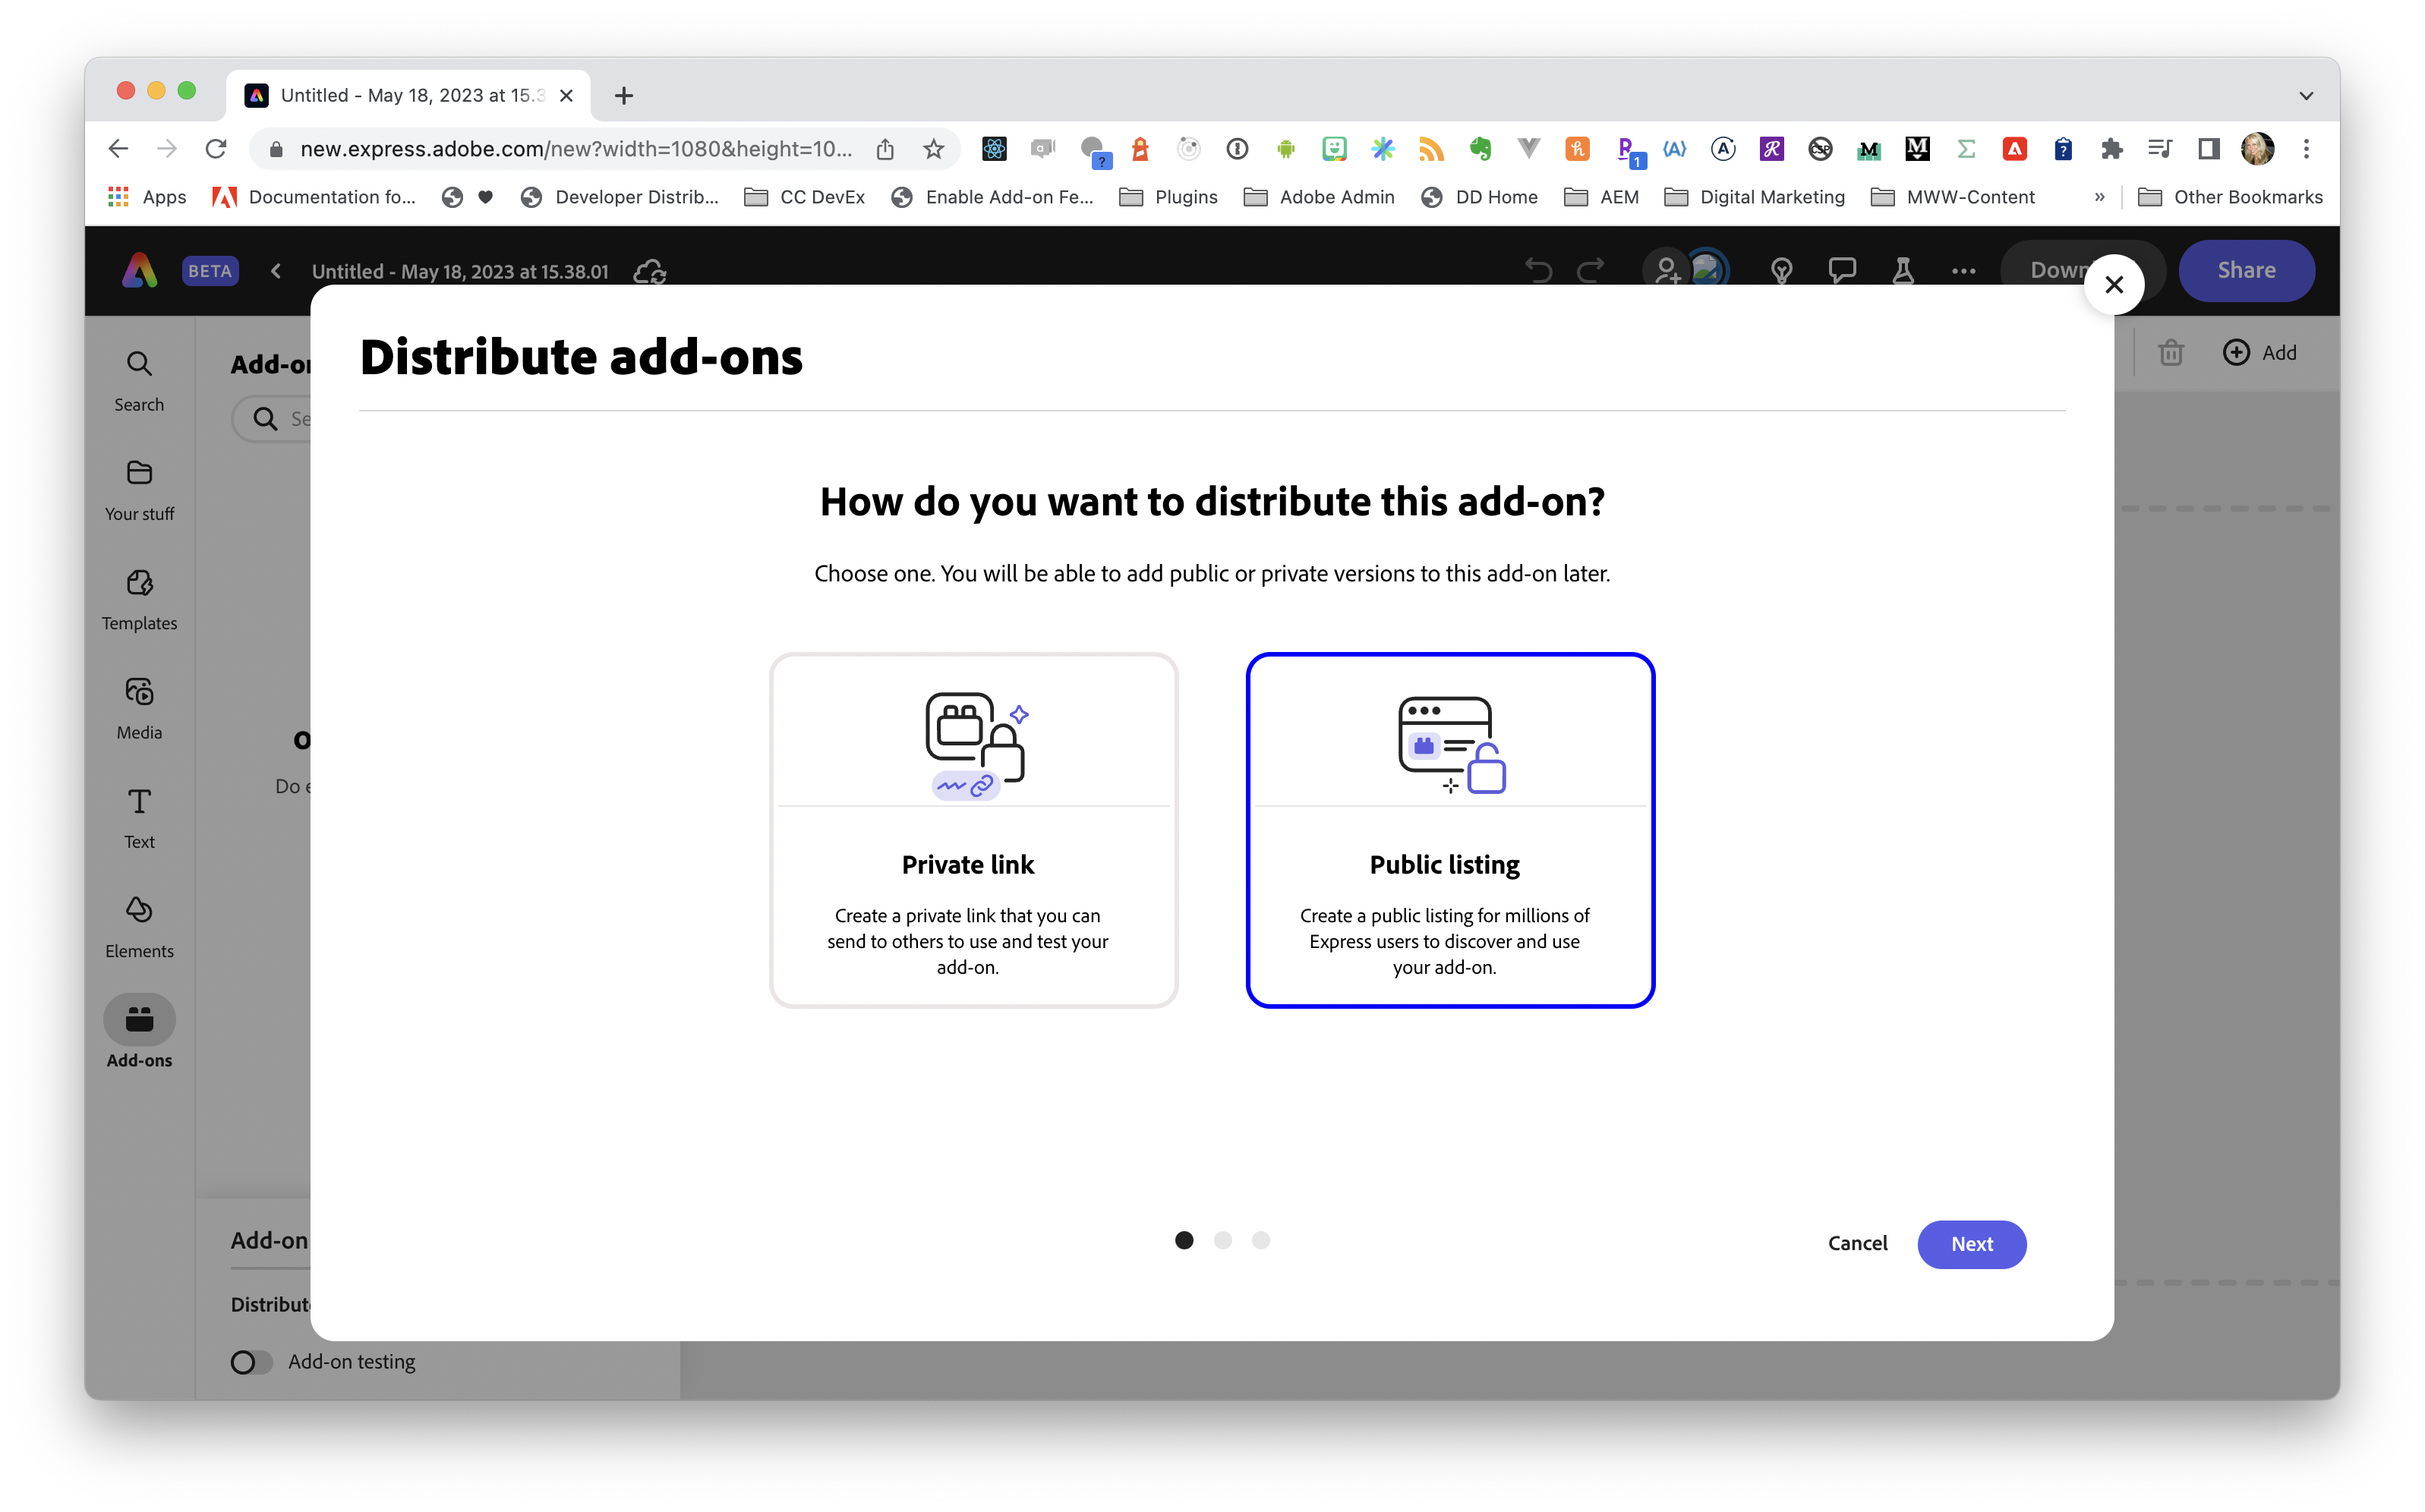 Untitled - May 18, 2023 at 15.3
new.express.adobe.com/new?width=1080&height=10...
Apps
Documentation fo...
Developer Distrib...
CC DevEx
Enable Add-on Fe...
Plugins
Adobe Admin
DD Home
AEM
Digital Marketing
MWW-Content
»
Other Bookmarks
BETA
Untitled - May 18, 2023 at 15.38.01
Share
Add
Search
Your stuff
Templates
Media
Text
Elements
Add-ons
Distribute add-ons
How do you want to distribute this add-on?
Choose one. You will be able to add public or private versions to this add-on later.
Private link
Create a private link that you can
send to others to use and test your
add-on.
Public listing
Create a public listing for millions of
Express users to discover and use
your add-on.
Cancel
Next
Add-on
Add-on testing